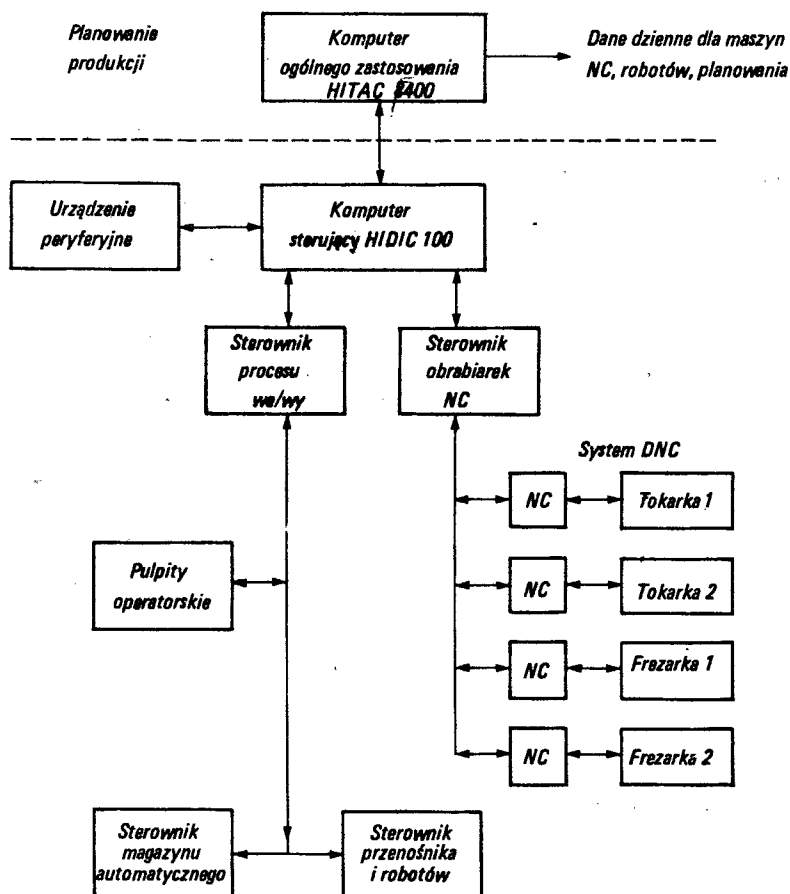 Planowanie
produkcji
Komputer
ogólnego zastosowania
HITAC 8400
Dane dzienne dla maszyn
NC, robotów, planowania
Urządzenie
peryferyjne
Komputer
sterujący HIDIC 100
Sterownik
procesu
we/wy
Sterownik
obrabiarek
NC
System DNC
NC
Tokarka 1
NC
Tokarka 2
Pulpity
operatorskie
NC
Frezarka 1
NC
Frezarka 2
Sterownik
magazynu
automatycznego
Sterownik
przenośnika
i robotów